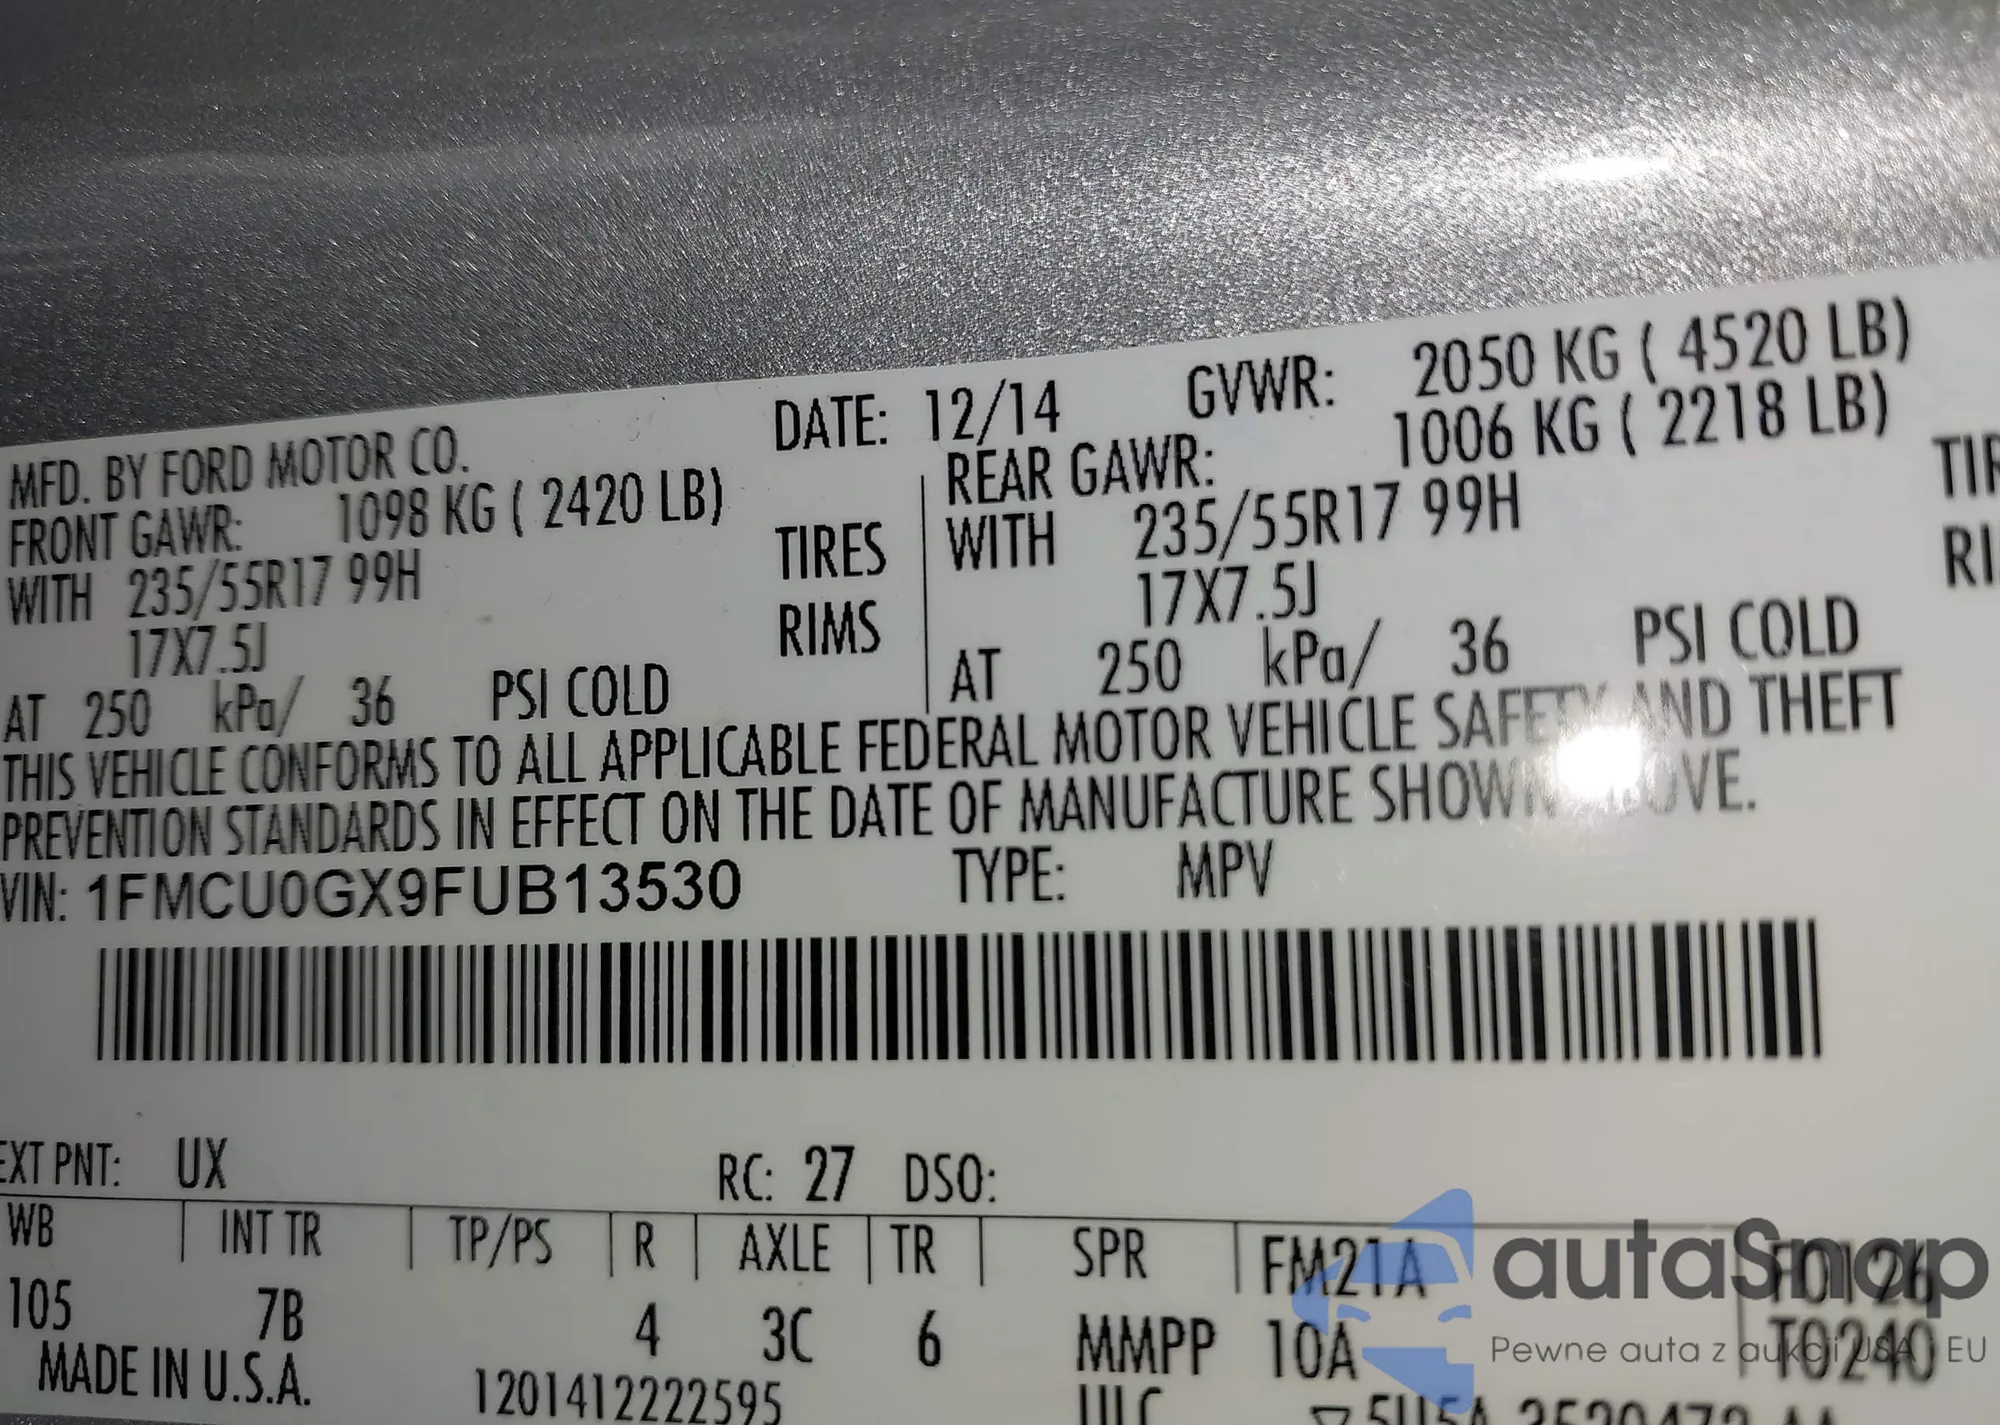 MFD. BY FORD MOTOR CO. DATE: 12/14 GVWR: 2050 KG ( 4520 LB)
FRONT GAWR: 1098 KG ( 2420 LB) REAR GAWR: 1006 KG ( 2218 LB)
WITH 235/55R17 99H TIRES WITH 235/55R17 99H
17X7.5J RIMS 17X7.5J
AT 250 kPa/ 36 PSI COLD AT 250 kPa/ 36 PSI COLD
THIS VEHICLE CONFORMS TO ALL APPLICABLE FEDERAL MOTOR VEHICLE SAFETY AND THEFT
PREVENTION STANDARDS IN EFFECT ON THE DATE OF MANUFACTURE SHOWN ABOVE.
VIN: 1FMCU0GX9FUB13530 TYPE: MPV
EXT PNT: UX RC: 27 DSO:
WB INT TR TP/PS R AXLE TR SPR FM21A F0126
105 7B 4 3C 6 MMPP 10A T0240
MADE IN U.S.A. 1201412222595
autaSnap
Pewne auta z aukcji USA i EU